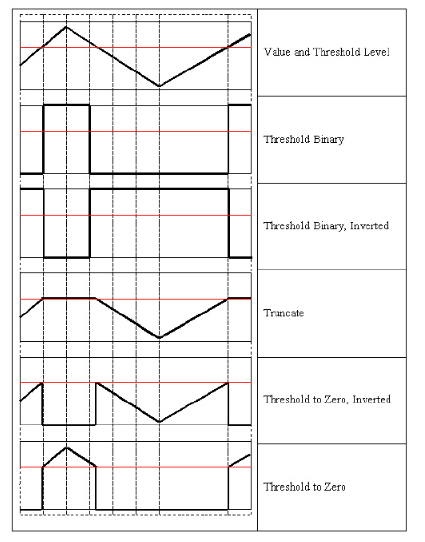 Value and Threshold Level
Threshold Binary
Threshold Binary, Inverted
Truncate
Threshold to Zero, Inverted
Threshold to Zero